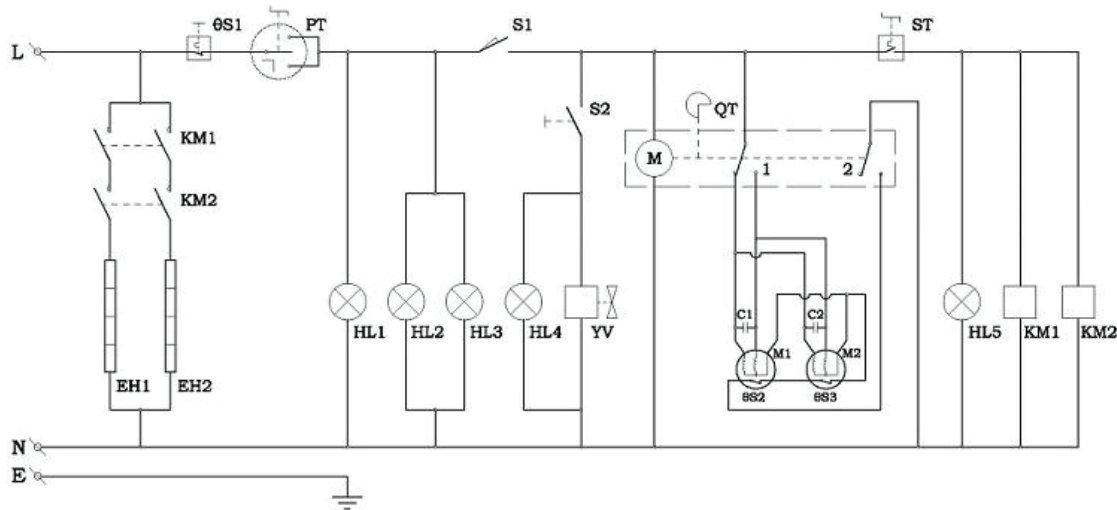 θS1 PT S1 ST
L
S2 QT
KM1
M 1 2
KM2
C1 C2
HL1 HL2 HL3 HL4 YV M1 M2 HL5 KM1 KM2
EH1 EH2 θS2 θS3
N
E